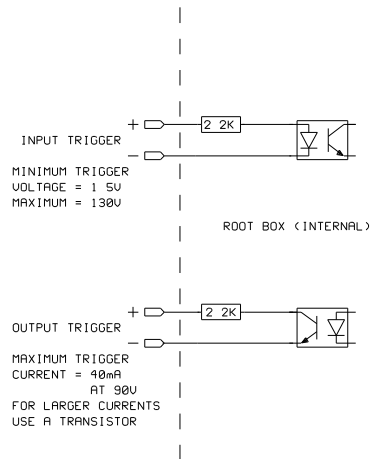 +
2 2K
INPUT TRIGGER
-
MINIMUM TRIGGER
VOLTAGE = 1 5V
MAXIMUM = 130V
ROOT BOX (INTERNAL)
+
2 2K
OUTPUT TRIGGER
-
MAXIMUM TRIGGER
CURRENT = 40mA
AT 90V
FOR LARGER CURRENTS
USE A TRANSISTOR